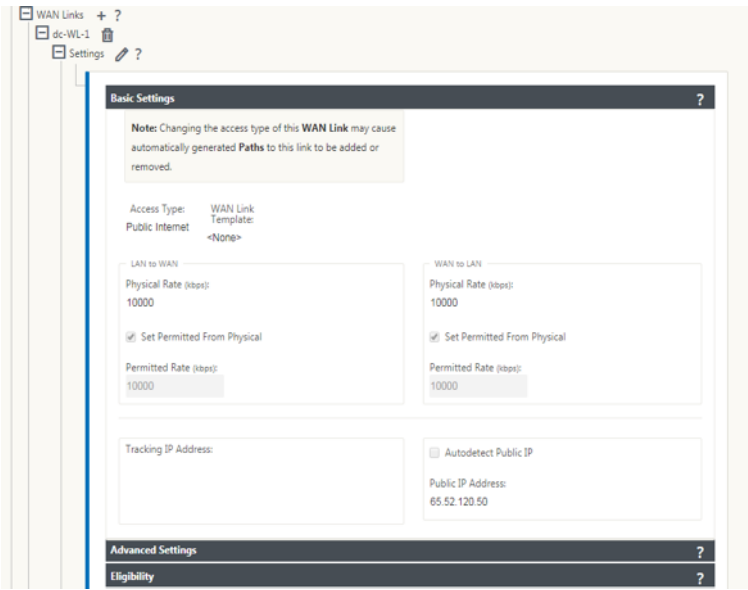 WAN Links + ?
dc-WL-1
Settings ?
Basic Settings ?
Note: Changing the access type of this WAN Link may cause
automatically generated Paths to this link to be added or
removed.
Access Type: WAN Link
Template:
Public Internet
<None>
LAN to WAN
WAN to LAN
Physical Rate (kbps):
Physical Rate (kbps):
10000
10000
Set Permitted From Physical
Set Permitted From Physical
Permitted Rate (kbps):
Permitted Rate (kbps):
10000
10000
Tracking IP Address:
Autodetect Public IP
Public IP Address:
65.52.120.50
Advanced Settings ?
Eligibility ?